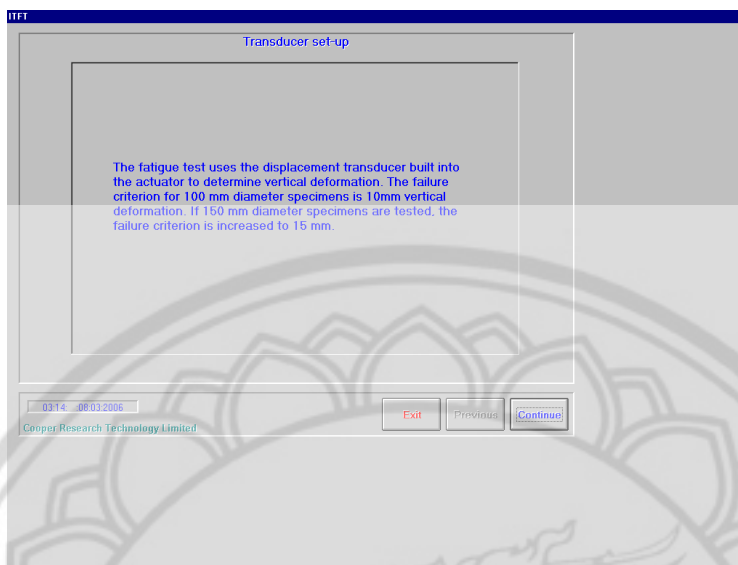 ITFT
Transducer set-up
The fatigue test uses the displacement transducer built into
the actuator to determine vertical deformation. The failure
criterion for 100 mm diameter specimens is 10mm vertical
deformation. If 150 mm diameter specimens are tested, the
failure criterion is increased to 15 mm.
03:14: .08:03:2006
Exit
Previous
Continue
Cooper Research Technology Limited